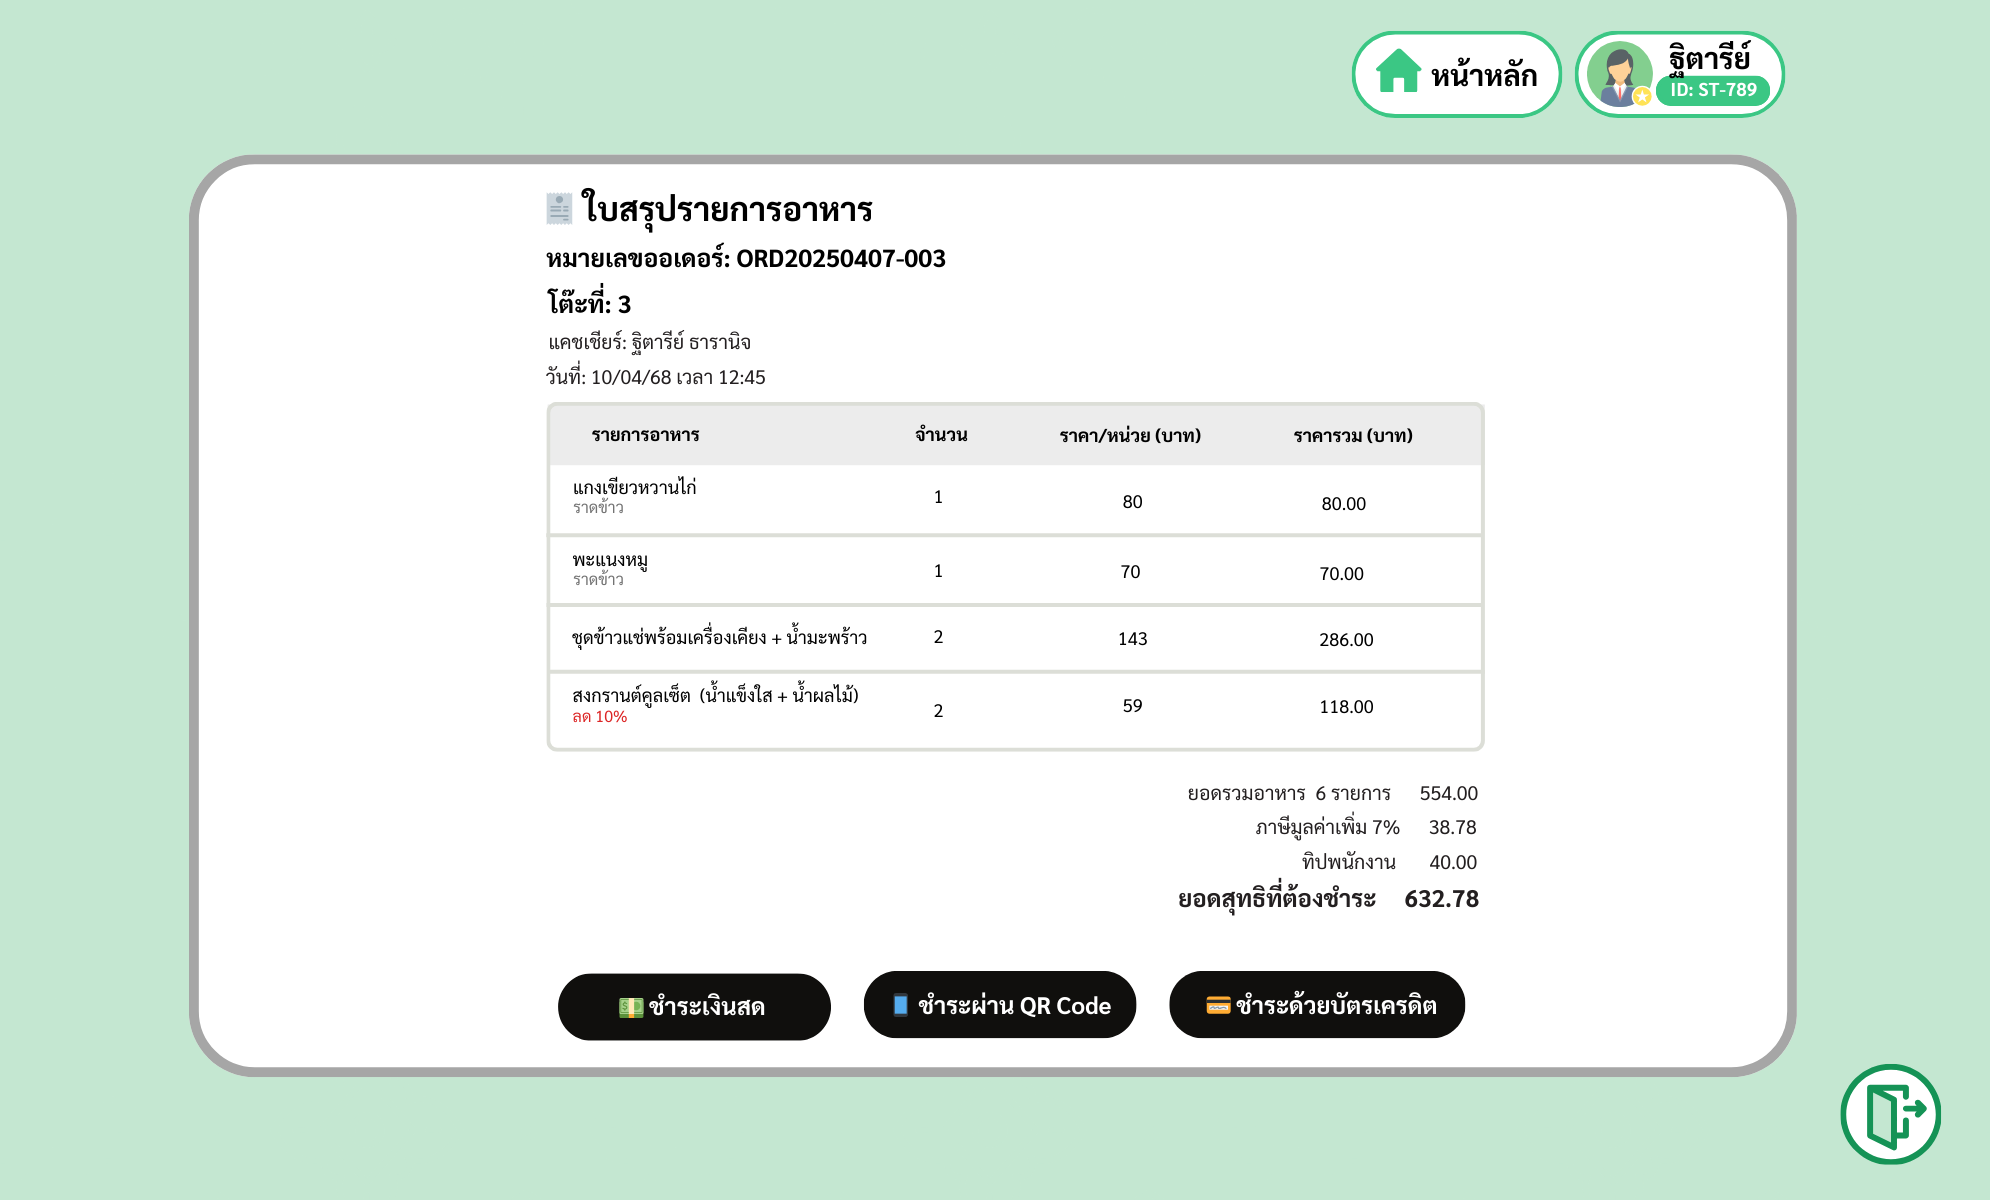 หน้าหลัก
ฐิตารีย์
ID: ST-789
ใบสรุปรายการอาหาร
หมายเลขออเดอร์: ORD20250407-003
โต๊ะที่: 3
แคชเชียร์: ฐิตารีย์ ธารานิจ
วันที่: 10/04/68 เวลา 12:45
รายการอาหาร จำนวน ราคา/หน่วย (บาท) ราคารวม (บาท)
แกงเขียวหวานไก่ 1 80 80.00
ราดข้าว
พะแนงหมู 1 70 70.00
ราดข้าว
ชุดข้าวแช่พร้อมเครื่องเคียง + น้ำมะพร้าว 2 143 286.00
สงกรานต์คูลเซ็ต (น้ำแข็งใส + น้ำผลไม้) 2 59 118.00
ลด 10%
ยอดรวมอาหาร 6 รายการ 554.00
ภาษีมูลค่าเพิ่ม 7% 38.78
ทิปพนักงาน 40.00
ยอดสุทธิที่ต้องชำระ 632.78
ชำระเงินสด
ชำระผ่าน QR Code
ชำระด้วยบัตรเครดิต